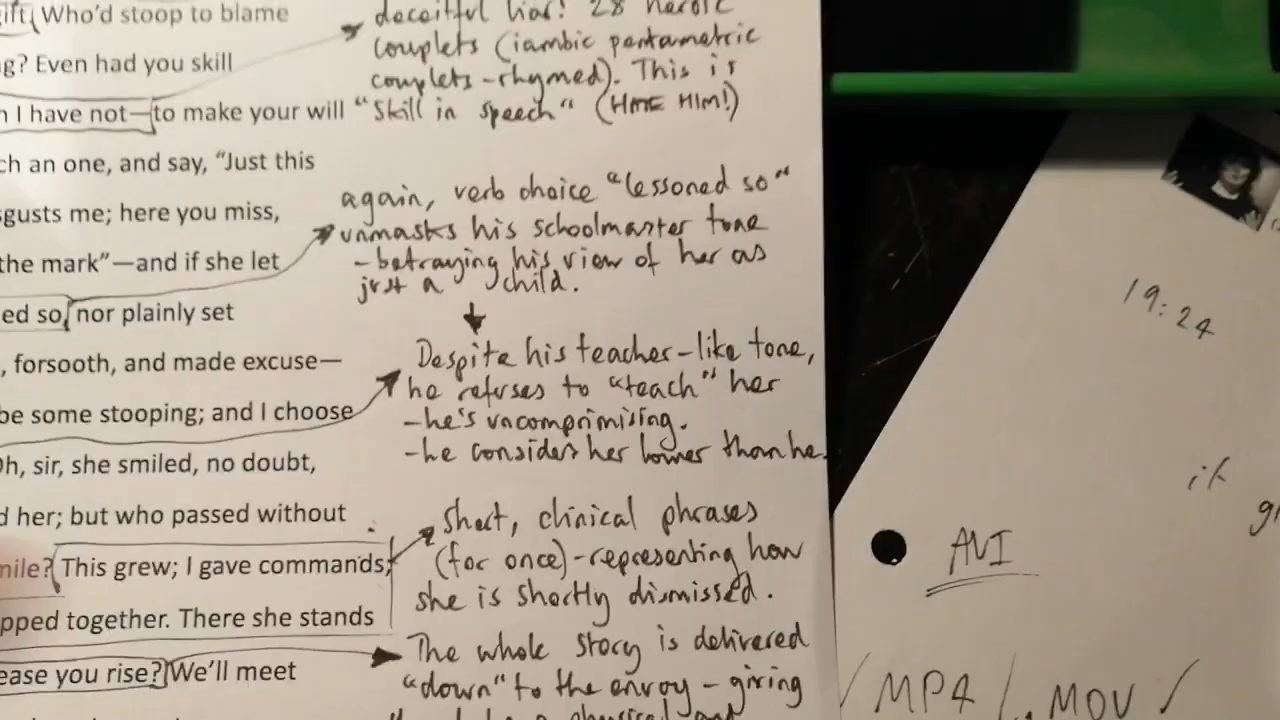 gift, Who'd stoop to blame
g? Even had you skill
n I have not—to make your will
ch an one, and say, "Just this
sgusts me; here you miss,
the mark"—and if she let
ed so, nor plainly set
, forsooth, and made excuse—
be some stooping; and I choose
Oh, sir, she smiled, no doubt,
d her; but who passed without
mile? This grew; I gave commands;
pped together. There she stands
ease you rise? We'll meet
deceitful liar! 28 heroic
couplets (iambic pentametric
couplets-rhymed). This is
"Skill in speech" (HATE HIM!)
again, verb choice "lessoned so"
unmasks his schoolmaster tone
-betraying his view of her as
just a child.
Despite his teacher-like tone,
he refuses to "teach" her
-he's uncomprimising.
-he considers her lower than he.
Short, clinical phrases
(for once)-representing how
she is shortly dismissed.
The whole story is delivered
"down" to the envoy - giving
physical and
19:24
it
gr
AVI
MP4 / .MOV